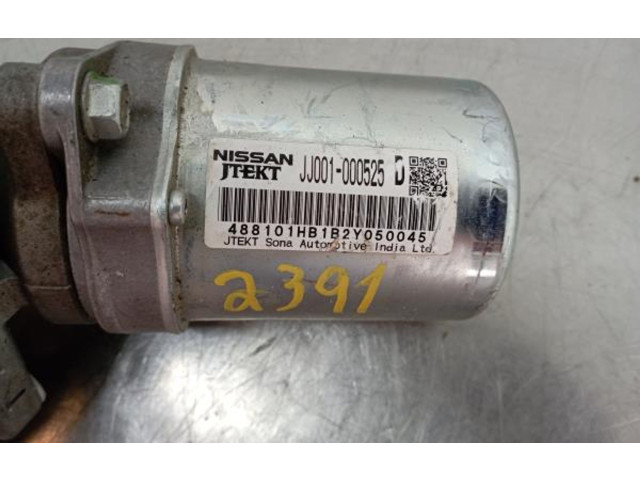 NISSAN
JTEKT JJ001-000525 D
488101HB1B2Y050045
JTEKT Sona Automotive India Ltd.
2391